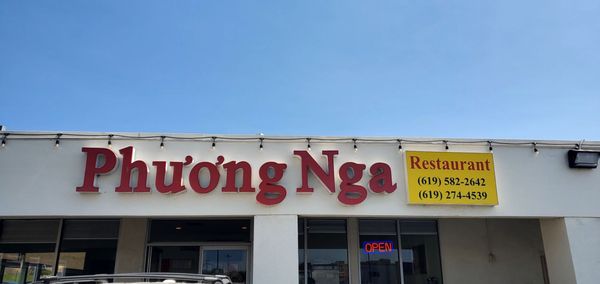 Phương Nga
Restaurant
(619) 582-2642
(619) 274-4539
OPEN